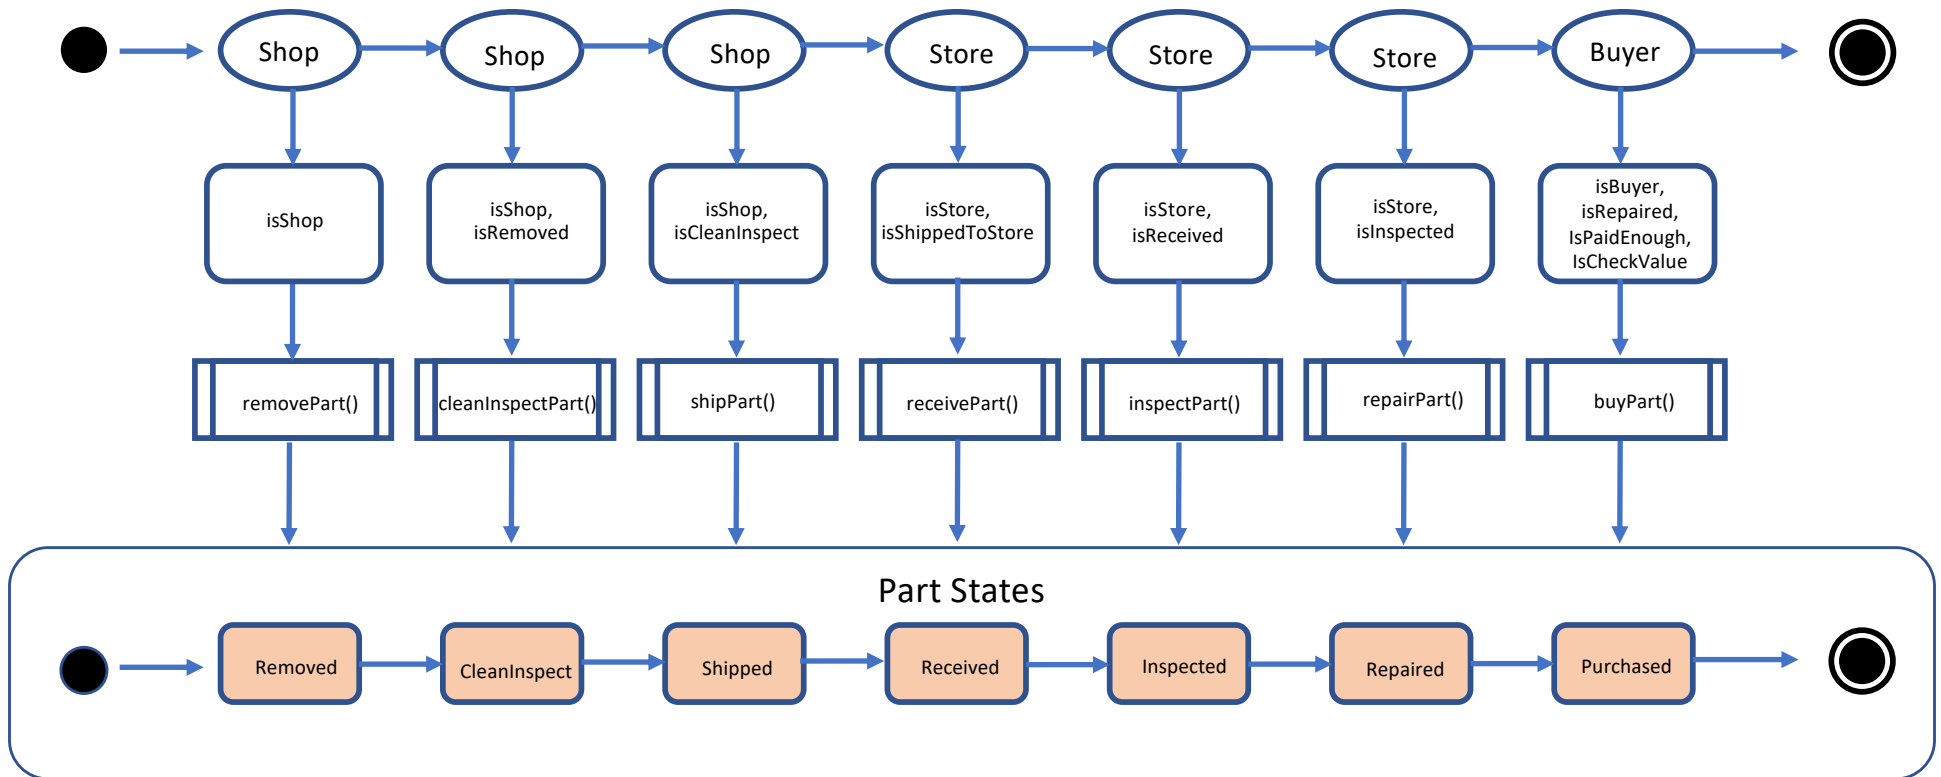 Shop
Shop
Shop
Store
Store
Store
Buyer
isShop
isShop,
isRemoved
isShop,
isCleanInspect
isStore,
isShippedToStore
isStore,
isReceived
isStore,
isInspected
isBuyer,
isRepaired,
IsPaidEnough,
IsCheckValue
removePart()
cleanInspectPart()
shipPart()
receivePart()
inspectPart()
repairPart()
buyPart()
Part States
Removed
CleanInspect
Shipped
Received
Inspected
Repaired
Purchased